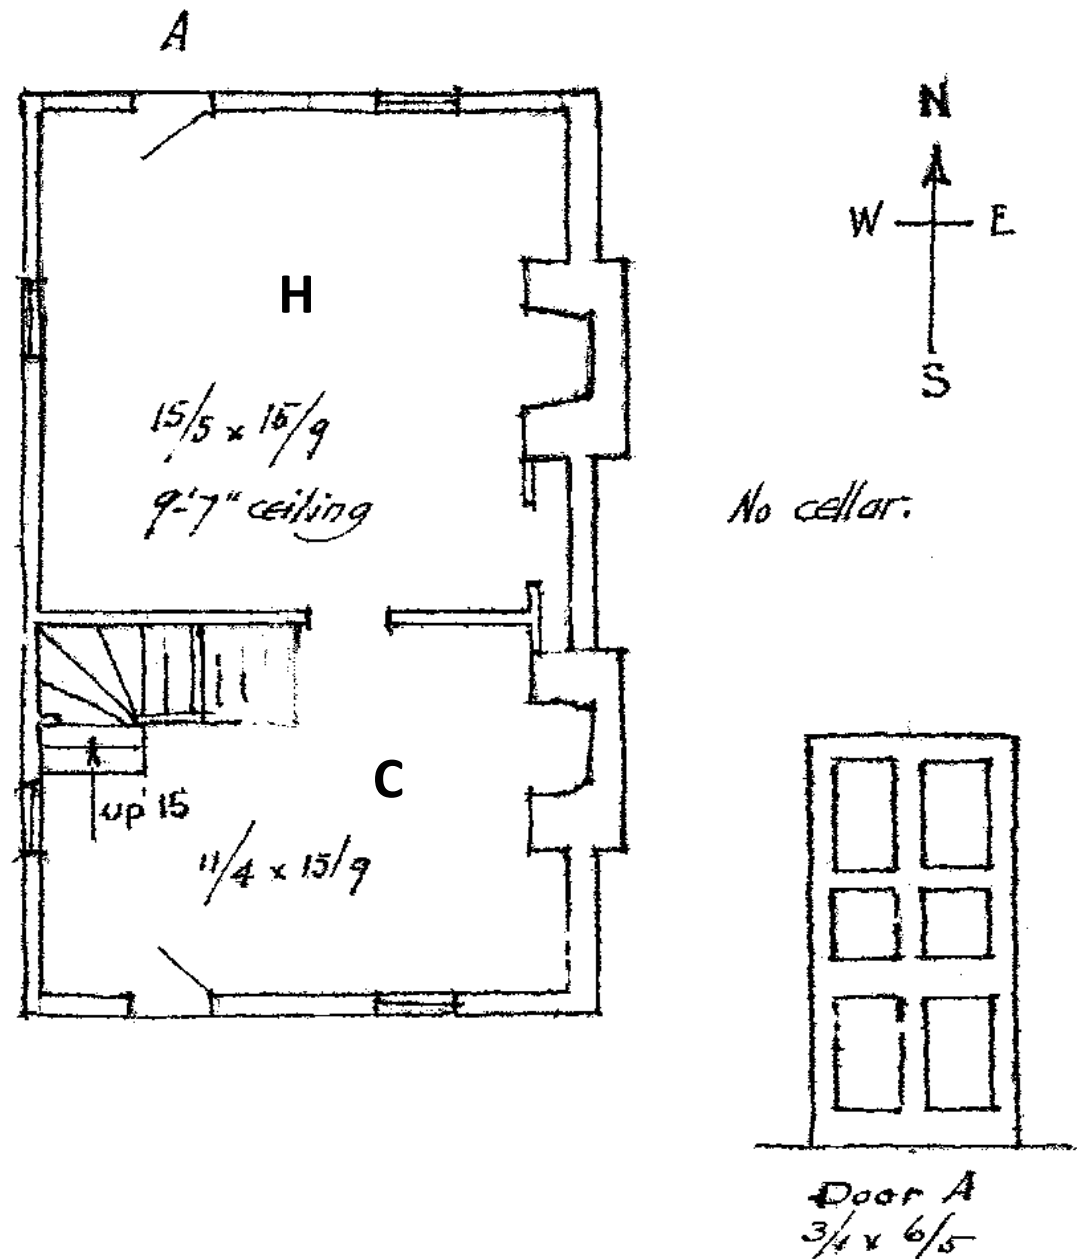 A
N
W E
S
H
15/5 x 15/9
9'-7" ceiling
No cellar.
C
up 15
11/4 x 15/9
Door A
3/4 x 6/5